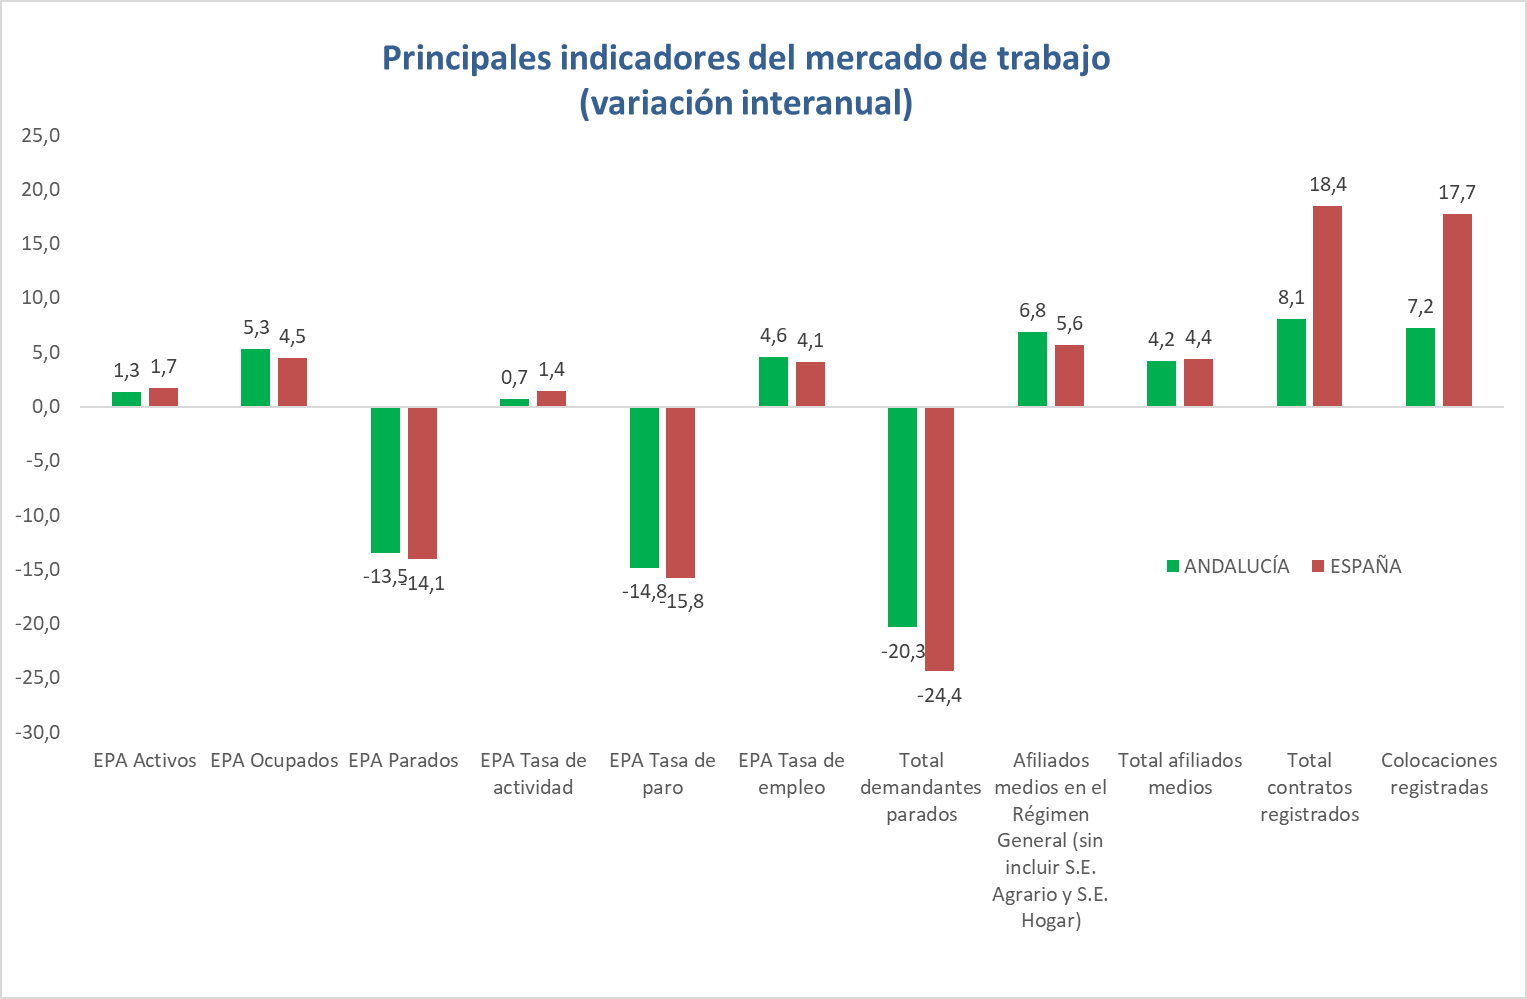 Principales indicadores del mercado de trabajo
(variación interanual)
25,0
20,0
15,0
10,0
5,0
0,0
-5,0
-10,0
-15,0
-20,0
-25,0
-30,0
1,3
1,7
5,3
4,5
-13,5
-14,1
0,7
1,4
-14,8
-15,8
4,6
4,1
-20,3
-24,4
6,8
5,6
4,2
4,4
8,1
18,4
7,2
17,7
ANDALUCÍA
ESPAÑA
EPA Activos
EPA Ocupados
EPA Parados
EPA Tasa de
actividad
EPA Tasa de
paro
EPA Tasa de
empleo
Total
demandantes
parados
Afiliados
medios en el
Régimen
General (sin
incluir S.E.
Agrario y S.E.
Hogar)
Total afiliados
medios
Total
contratos
registrados
Colocaciones
registradas